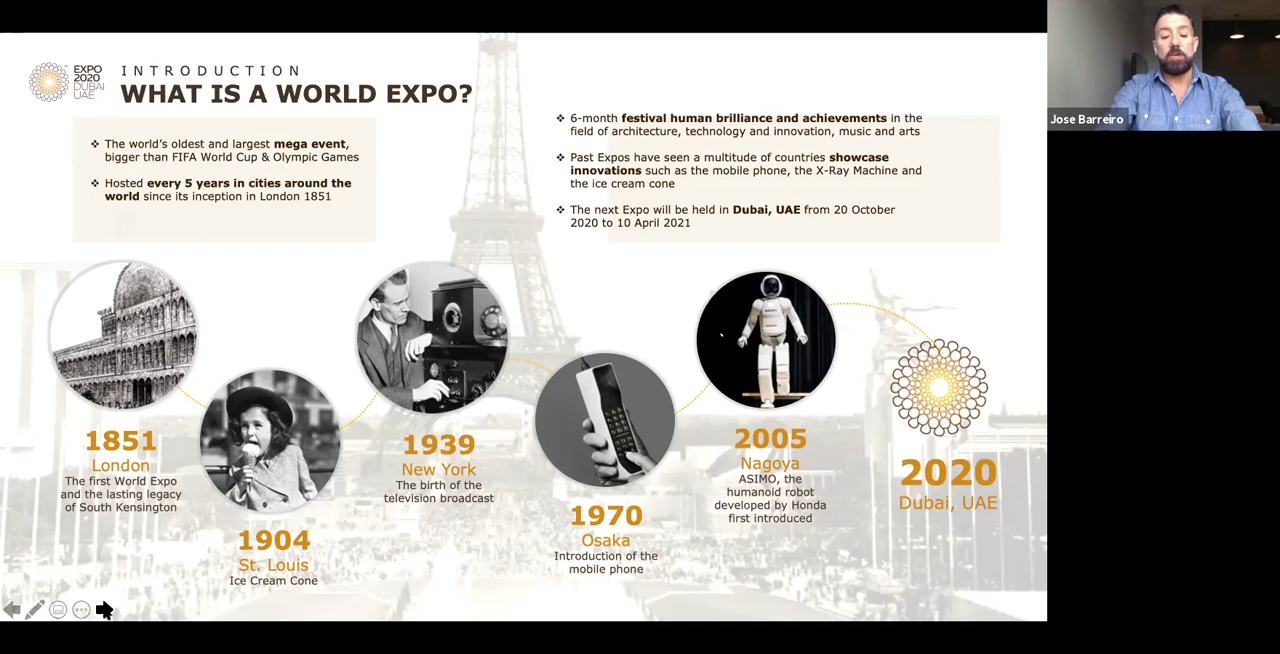 EXPO
2020
DUBAI
UAE
INTRODUCTION
WHAT IS A WORLD EXPO?
❖ The world's oldest and largest mega event,
bigger than FIFA World Cup & Olympic Games
❖ Hosted every 5 years in cities around the
world since its inception in London 1851
❖ 6-month festival human brilliance and achievements in the
field of architecture, technology and innovation, music and arts
❖ Past Expos have seen a multitude of countries showcase
innovations such as the mobile phone, the X-Ray Machine and
the ice cream cone
❖ The next Expo will be held in Dubai, UAE from 20 October
2020 to 10 April 2021
1851
London
The first World Expo
and the lasting legacy
of South Kensington
1904
St. Louis
Ice Cream Cone
1939
New York
The birth of the
television broadcast
1970
Osaka
Introduction of the
mobile phone
2005
Nagoya
ASIMO, the
humanoid robot
developed by Honda
first introduced
2020
Dubai, UAE
Jose Barreiro